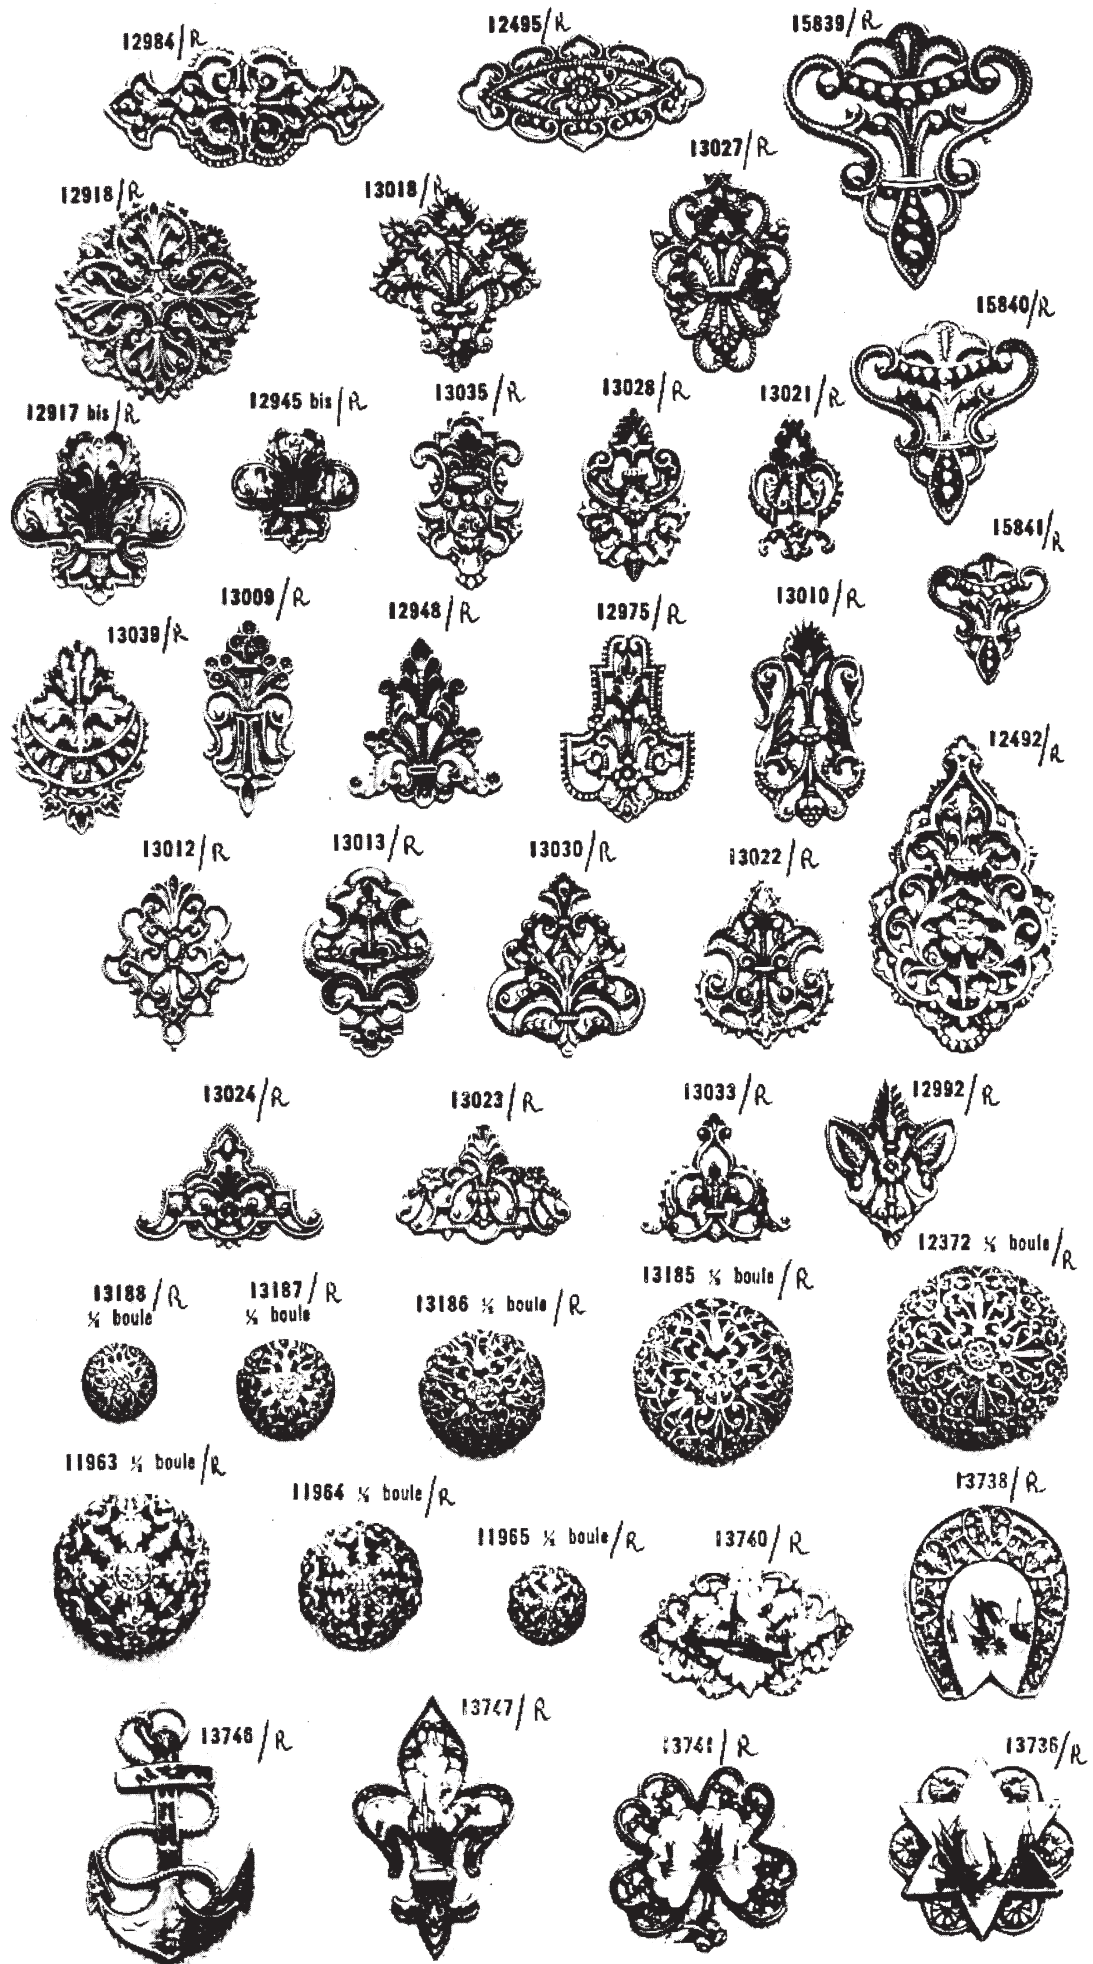 12984/R
12495/R
15839/R
13027/R
12918/R
13018/R
15840/R
12917 bis/R
12945 bis/R
13035/R
13028/R
13021/R
15841/R
13039/R
13009/R
12948/R
12975/R
13010/R
12492/R
13012/R
13013/R
13030/R
13022/R
13024/R
13023/R
13033/R
12992/R
12372 ½ boule/R
13188/R
½ boule
13187/R
½ boule
13186 ½ boule/R
13185 ½ boule/R
11963 ½ boule/R
11964 ½ boule/R
11965 ½ boule/R
13740/R
13738/R
13746/R
13747/R
13741/R
13736/R